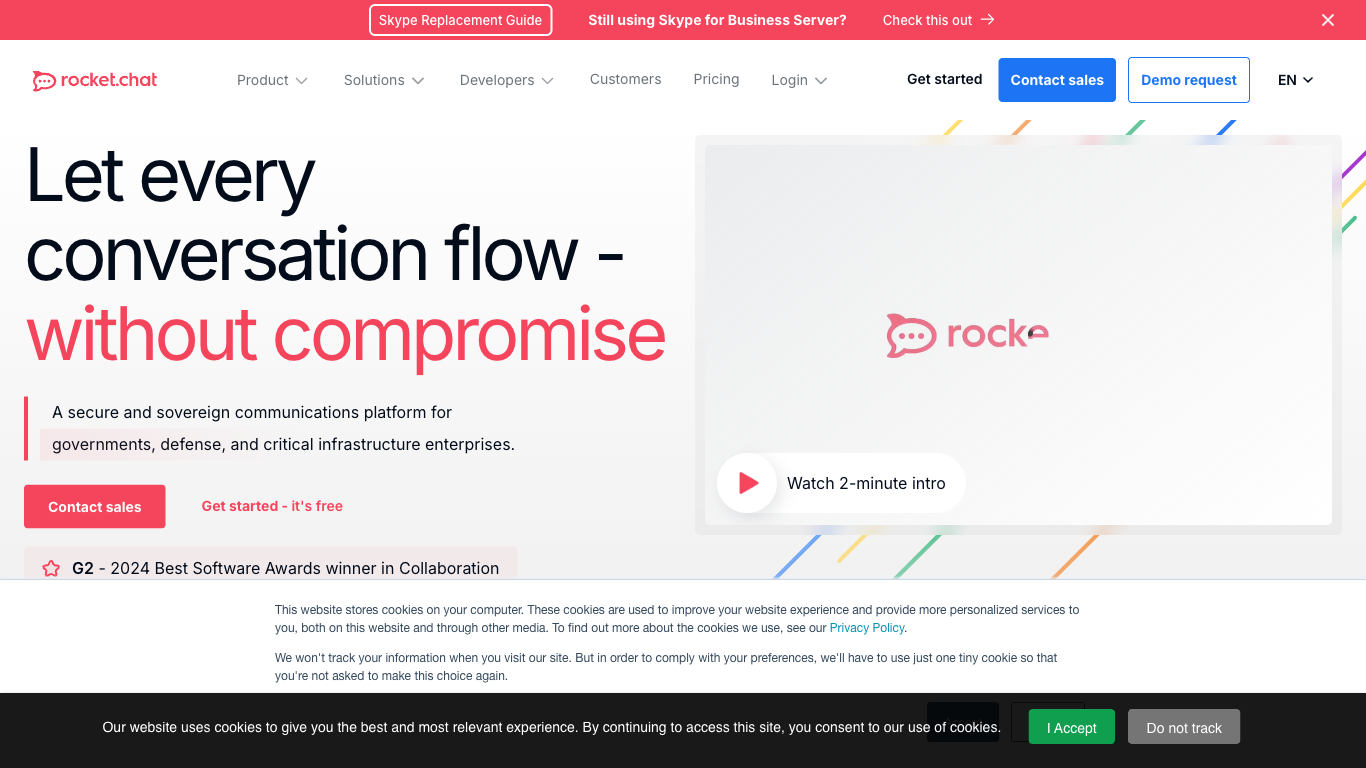 Skype Replacement Guide Still using Skype for Business Server? Check this out
rocket.chat Product Solutions Developers Customers Pricing Login Get started Contact sales Demo request EN
Let every
conversation flow -
without compromise
A secure and sovereign communications platform for
governments, defense, and critical infrastructure enterprises.
Contact sales Get started - it's free
G2 - 2024 Best Software Awards winner in Collaboration
rocke
Watch 2-minute intro
This website stores cookies on your computer. These cookies are used to improve your website experience and provide more personalized services to
you, both on this website and through other media. To find out more about the cookies we use, see our Privacy Policy.
We won't track your information when you visit our site. But in order to comply with your preferences, we'll have to use just one tiny cookie so that
you're not asked to make this choice again.
Our website uses cookies to give you the best and most relevant experience. By continuing to access this site, you consent to our use of cookies. I Accept Do not track